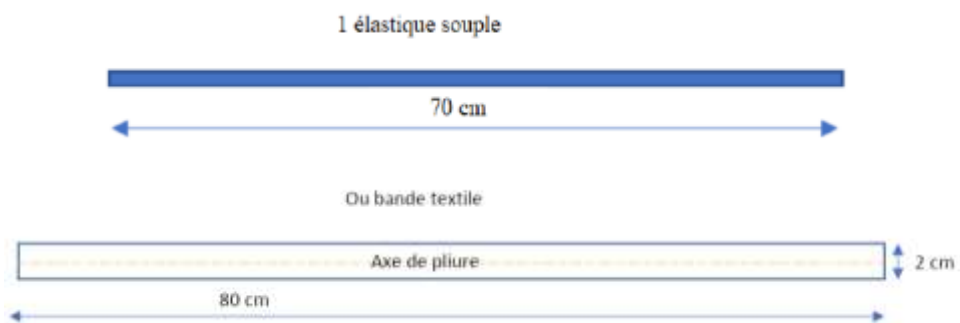 1 élastique souple
70 cm
Ou bande textile
Axe de pliure
2 cm
80 cm